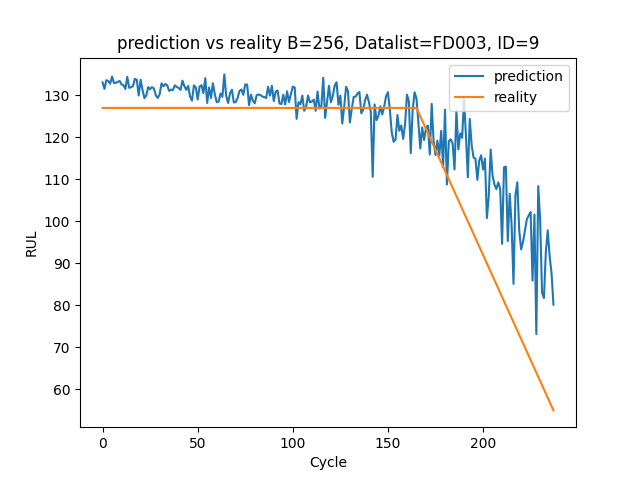 prediction vs reality B=256, Datalist=FD003, ID=9
prediction
reality
130
120
110
100
90
80
70
60
RUL
0 50 100 150 200
Cycle